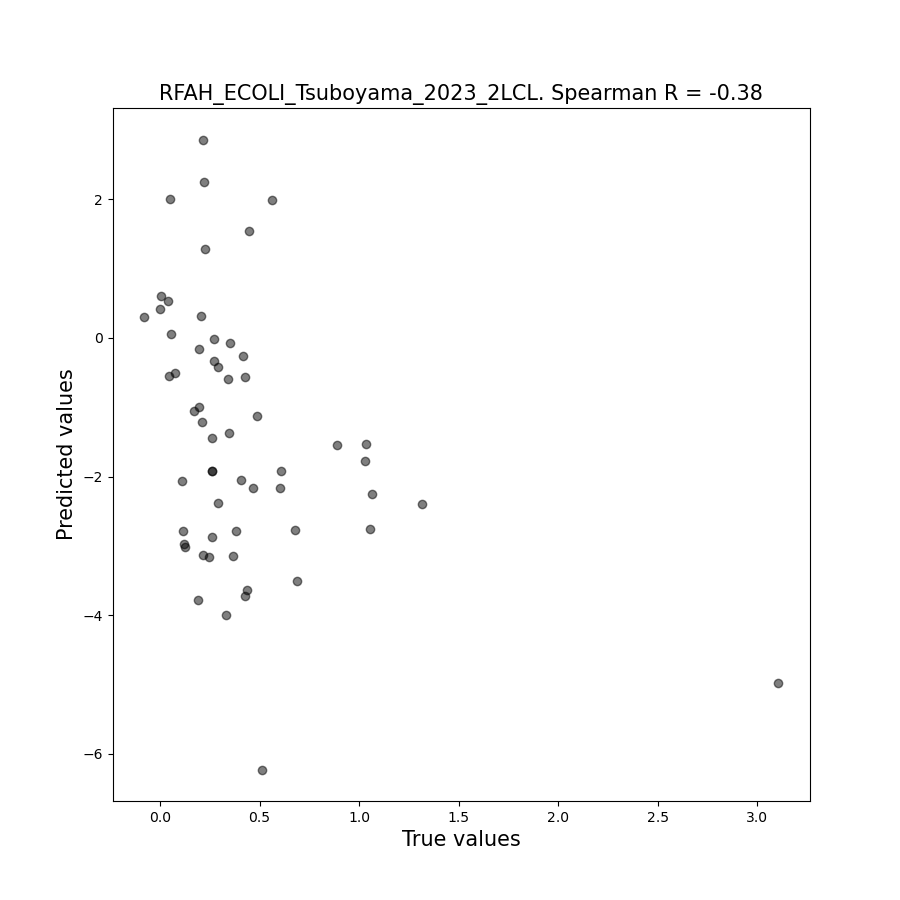 RFAH_ECOLI_Tsuboyama_2023_2LCL. Spearman R = -0.38
2
0
−2
−4
−6
Predicted values
0.0 0.5 1.0 1.5 2.0 2.5 3.0
True values